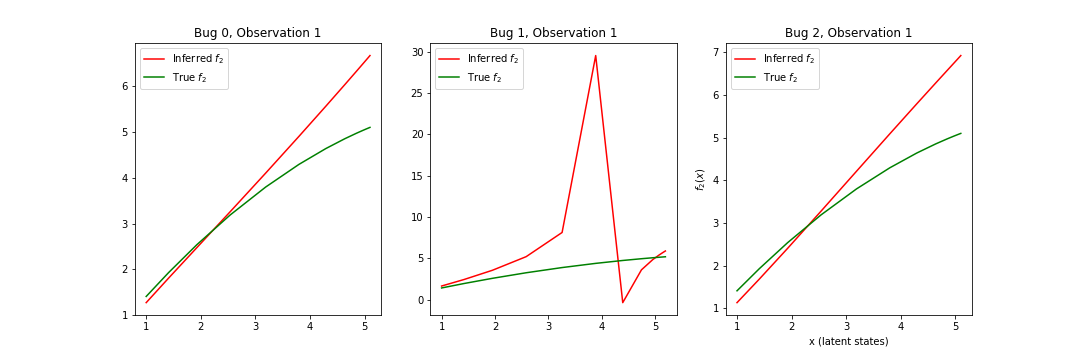 Bug 0, Observation 1
Inferred f₂
True f₂
6
5
4
3
2
1
1 2 3 4 5
Bug 1, Observation 1
Inferred f₂
True f₂
30
25
20
15
10
5
0
1 2 3 4 5
Bug 2, Observation 1
Inferred f₂
True f₂
f₂(x)
7
6
5
4
3
2
1
1 2 3 4 5
x (latent states)